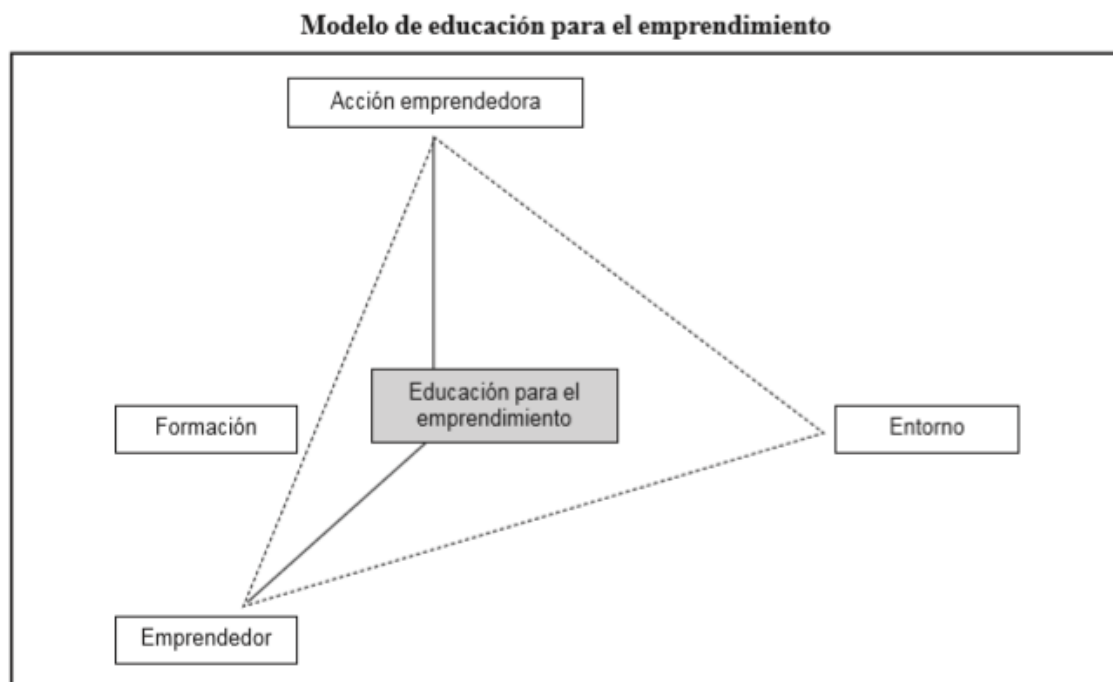 Modelo de educación para el emprendimiento
Acción emprendedora
Educación para el
emprendimiento
Formación
Entorno
Emprendedor